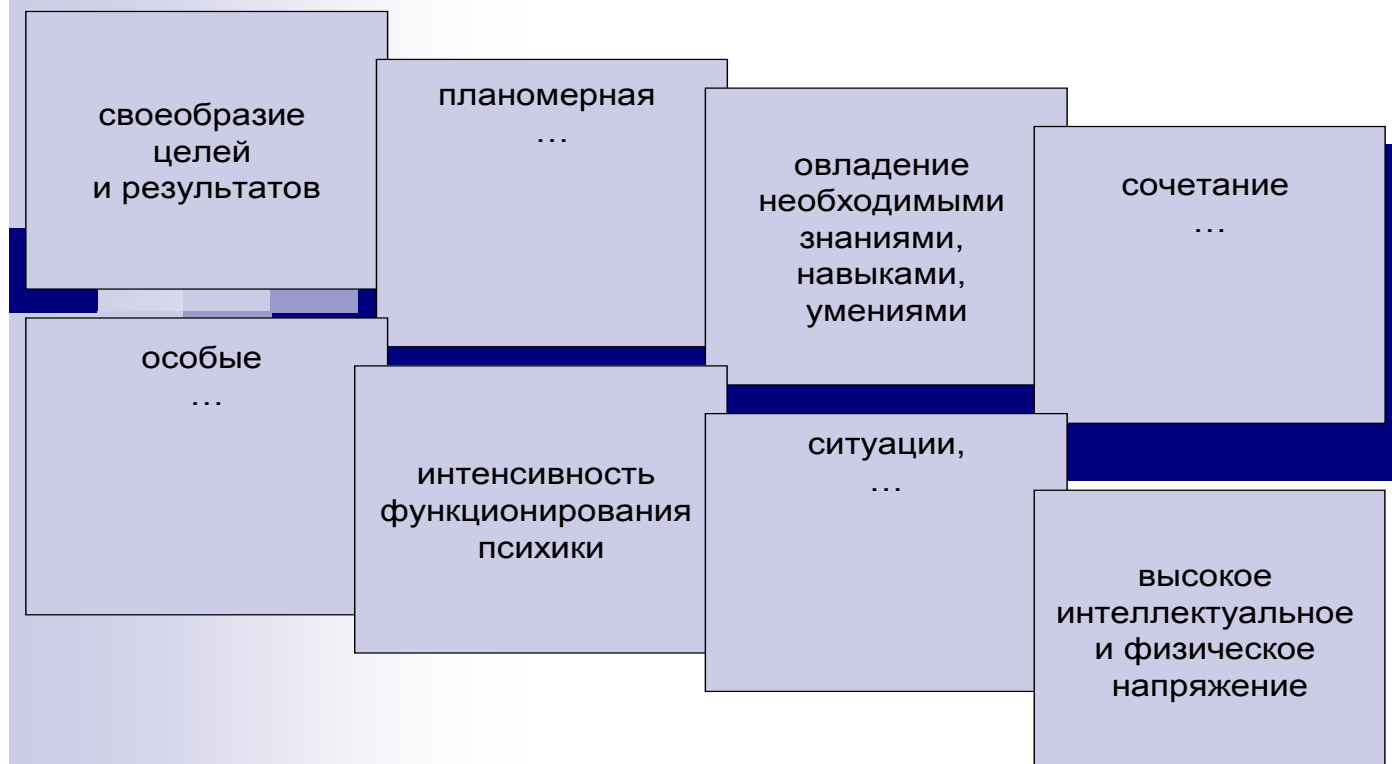 своеобразие
целей
и результатов
планомерная
…
овладение
необходимыми
знаниями,
навыками,
умениями
сочетание
…
особые
…
интенсивность
функционирования
психики
ситуации,
…
высокое
интеллектуальное
и физическое
напряжение